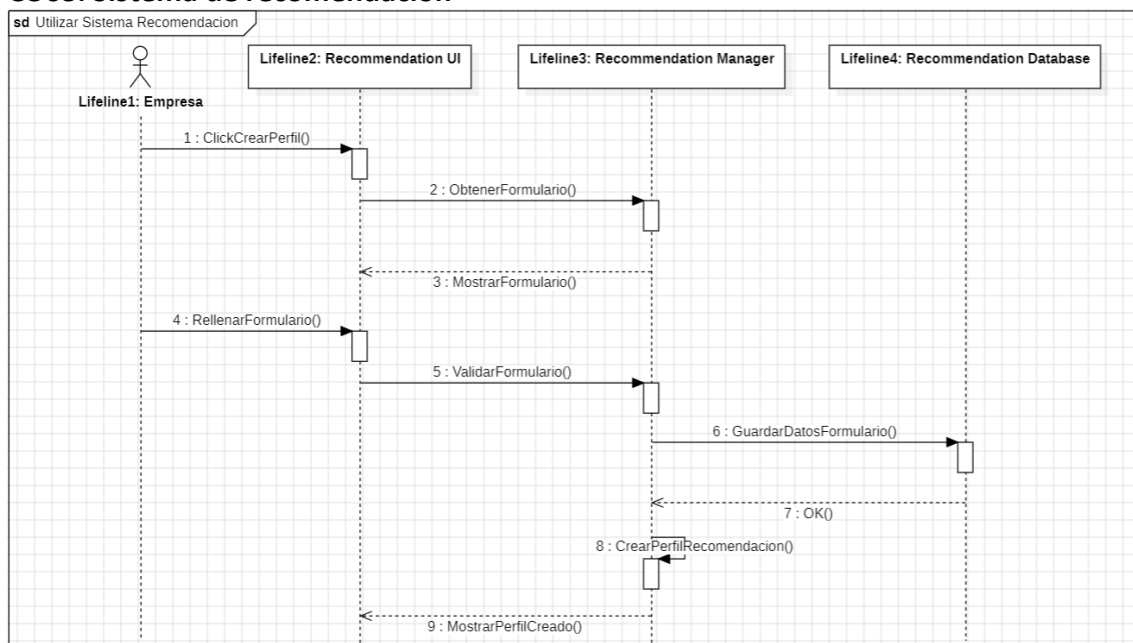 sd Utilizar Sistema Recomendacion
Lifeline1: Empresa
Lifeline2: Recommendation UI
Lifeline3: Recommendation Manager
Lifeline4: Recommendation Database
1 : ClickCrearPerfil()
2 : ObtenerFormulario()
3 : MostrarFormulario()
4 : RellenarFormulario()
5 : ValidarFormulario()
6 : GuardarDatosFormulario()
7 : OK()
8 : CrearPerfilRecomendacion()
9 : MostrarPerfilCreado()